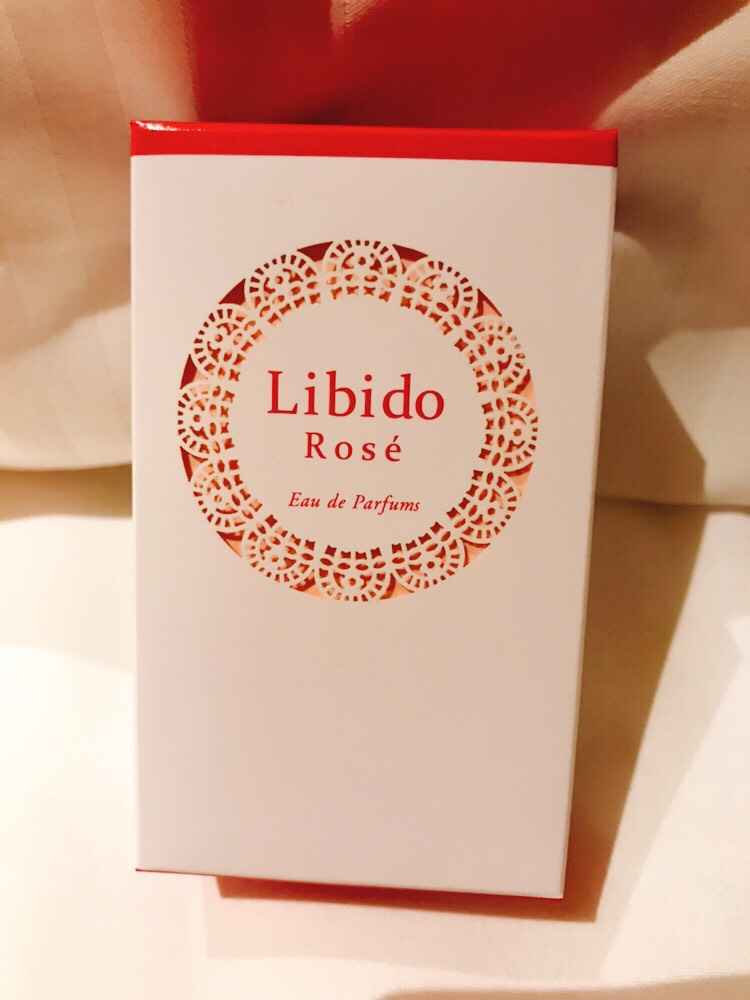 Libido
Rosé
Eau de Parfums